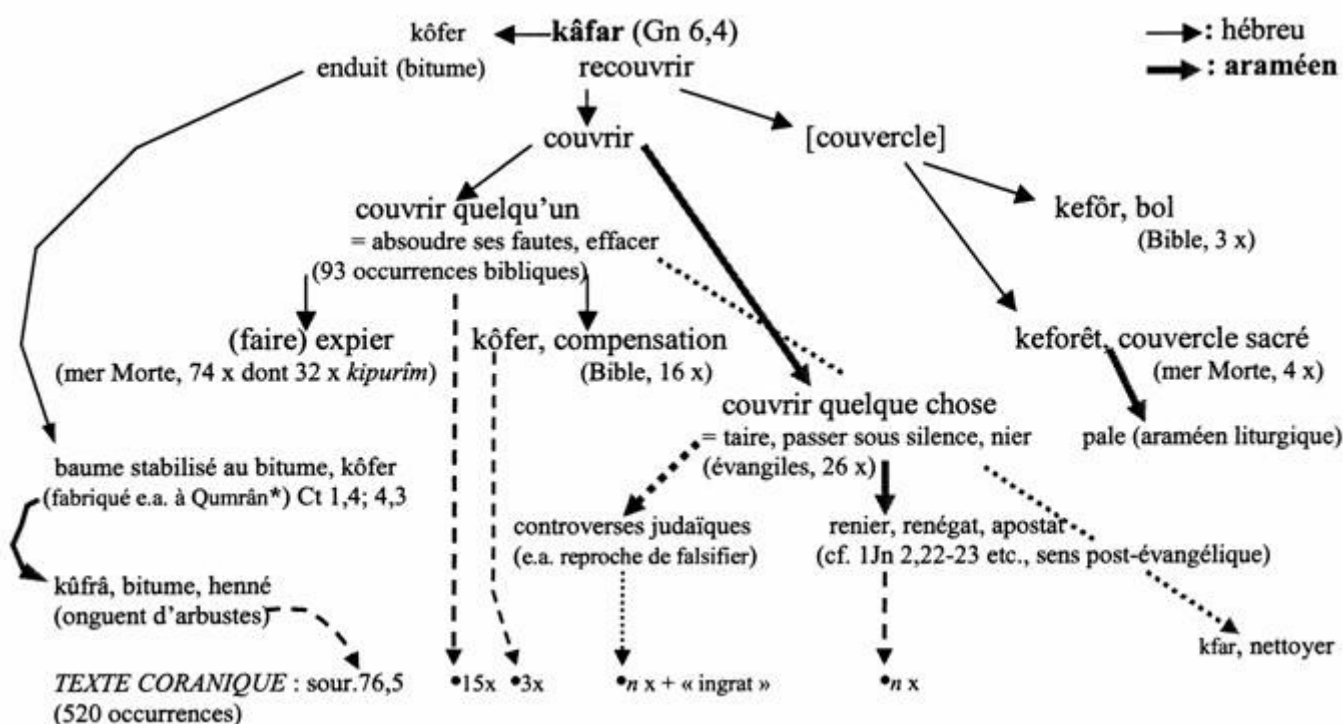 kôfer kâfar (Gn 6,4) : hébreu
enduit (bitume) recouvrir : araméen
couvrir [couvercle]
couvrir quelqu'un kefôr, bol
= absoudre ses fautes, effacer (Bible, 3 x)
(93 occurrences bibliques)
(faire) expier kôfer, compensation keforêt, couvercle sacré
(mer Morte, 74 x dont 32 x kipurîm) (Bible, 16 x) (mer Morte, 4 x)
couvrir quelque chose
= taire, passer sous silence, nier pale (araméen liturgique)
baume stabilisé au bitume, kôfer (évangiles, 26 x)
(fabriqué e.a. à Qumrân*) Ct 1,4; 4,3
controverses judaïques renier, renégat, apostar
(e.a. reproche de falsifier) (cf. 1Jn 2,22-23 etc., sens post-évangélique)
kûfrâ, bitume, henné
(onguent d'arbustes)
kfar, nettoyer
TEXTE CORANIQUE : sour.76,5 •15x •3x •n x + « ingrat » •n x
(520 occurrences)